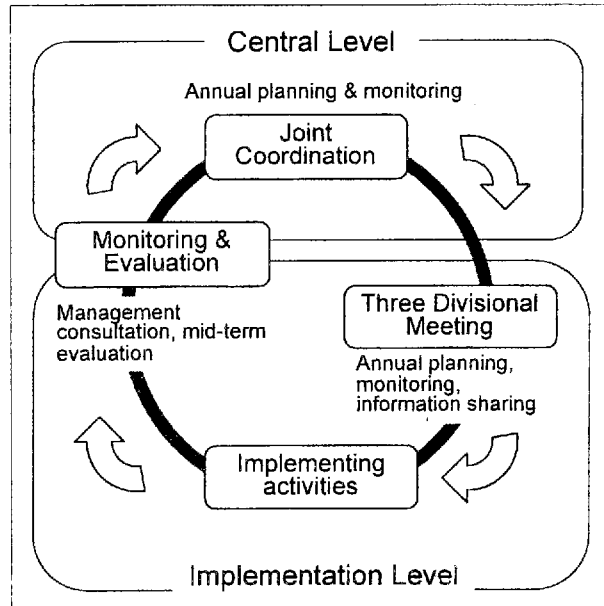 Central Level
Annual planning & monitoring
Joint
Coordination
Monitoring &
Evaluation
Management
consultation, mid-term
evaluation
Three Divisional
Meeting
Annual planning,
monitoring,
information sharing
Implementing
activities
Implementation Level